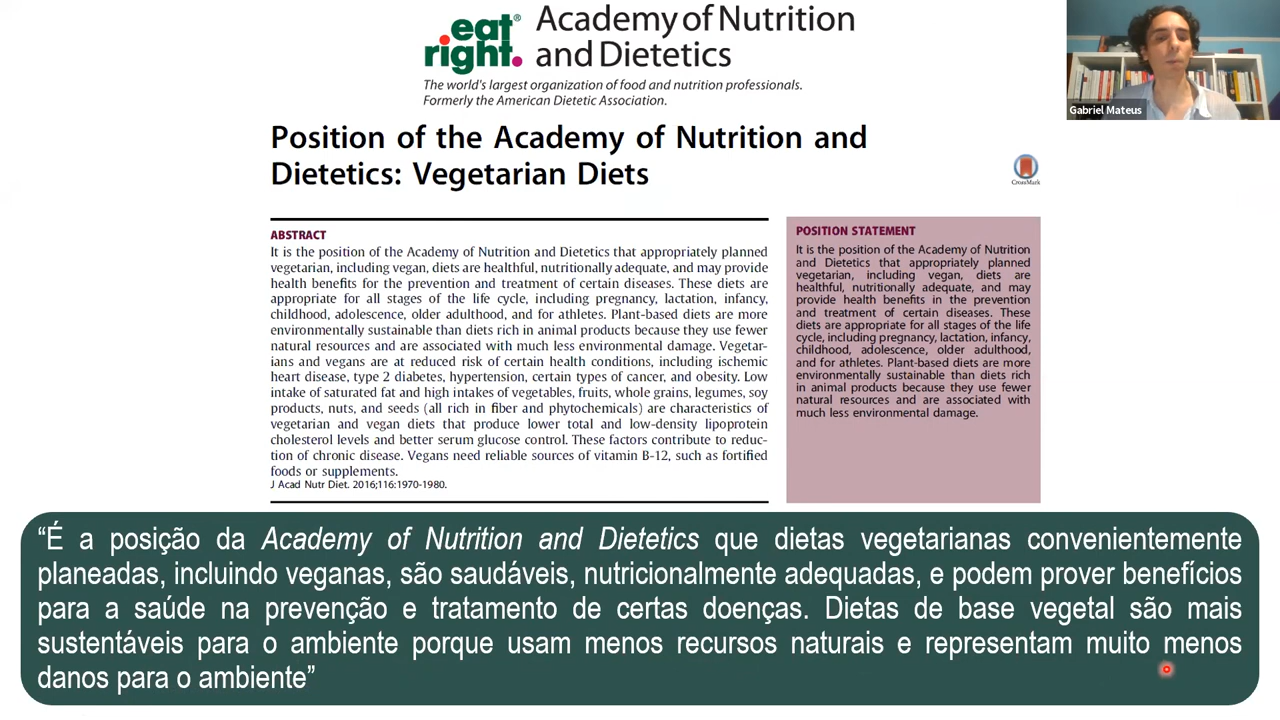 eat right.®
Academy of Nutrition
and Dietetics
The world's largest organization of food and nutrition professionals.
Formerly the American Dietetic Association.
Gabriel Mateus
Position of the Academy of Nutrition and
Dietetics: Vegetarian Diets
CrossMark
ABSTRACT
It is the position of the Academy of Nutrition and Dietetics that appropriately planned
vegetarian, including vegan, diets are healthful, nutritionally adequate, and may provide
health benefits for the prevention and treatment of certain diseases. These diets are
appropriate for all stages of the life cycle, including pregnancy, lactation, infancy,
childhood, adolescence, older adulthood, and for athletes. Plant-based diets are more
environmentally sustainable than diets rich in animal products because they use fewer
natural resources and are associated with much less environmental damage. Vegetar-
ians and vegans are at reduced risk of certain health conditions, including ischemic
heart disease, type 2 diabetes, hypertension, certain types of cancer, and obesity. Low
intake of saturated fat and high intakes of vegetables, fruits, whole grains, legumes, soy
products, nuts, and seeds (all rich in fiber and phytochemicals) are characteristics of
vegetarian and vegan diets that produce lower total and low-density lipoprotein
cholesterol levels and better serum glucose control. These factors contribute to reduc-
tion of chronic disease. Vegans need reliable sources of vitamin B-12, such as fortified
foods or supplements.
J Acad Nutr Diet. 2016;116:1970-1980.
POSITION STATEMENT
It is the position of the Academy of Nutrition
and Dietetics that appropriately planned
vegetarian, including vegan, diets are
healthful, nutritionally adequate, and may
provide health benefits in the prevention
and treatment of certain diseases. These
diets are appropriate for all stages of the life
cycle, including pregnancy, lactation, infancy,
childhood, adolescence, older adulthood,
and for athletes. Plant-based diets are more
environmentally sustainable than diets rich
in animal products because they use fewer
natural resources and are associated with
much less environmental damage.
“É a posição da Academy of Nutrition and Dietetics que dietas vegetarianas convenientemente
planeadas, incluindo veganas, são saudáveis, nutricionalmente adequadas, e podem prover benefícios
para a saúde na prevenção e tratamento de certas doenças. Dietas de base vegetal são mais
sustentáveis para o ambiente porque usam menos recursos naturais e representam muito menos
danos para o ambiente”